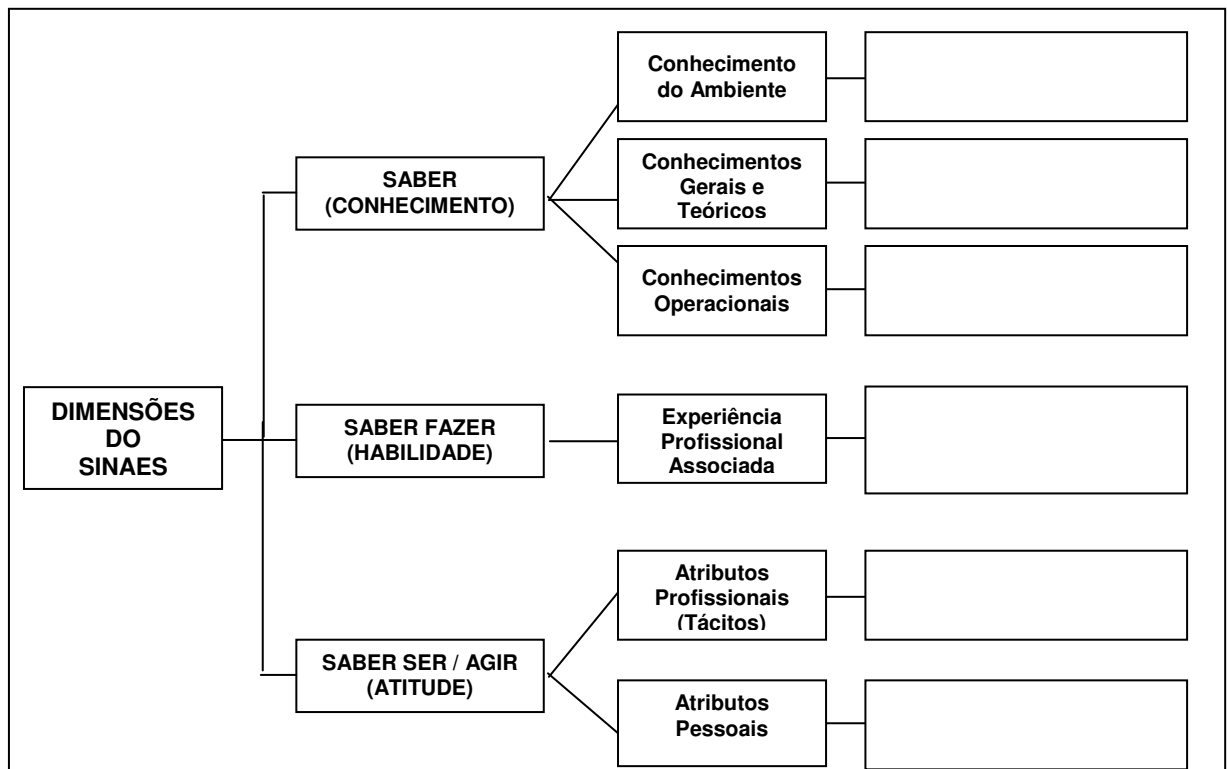 DIMENSÕES
DO
SINAES
SABER
(CONHECIMENTO)
Conhecimento
do Ambiente
Conhecimentos
Gerais e
Teóricos
Conhecimentos
Operacionais
SABER FAZER
(HABILIDADE)
Experiência
Profissional
Associada
SABER SER / AGIR
(ATITUDE)
Atributos
Profissionais
(Tácitos)
Atributos
Pessoais